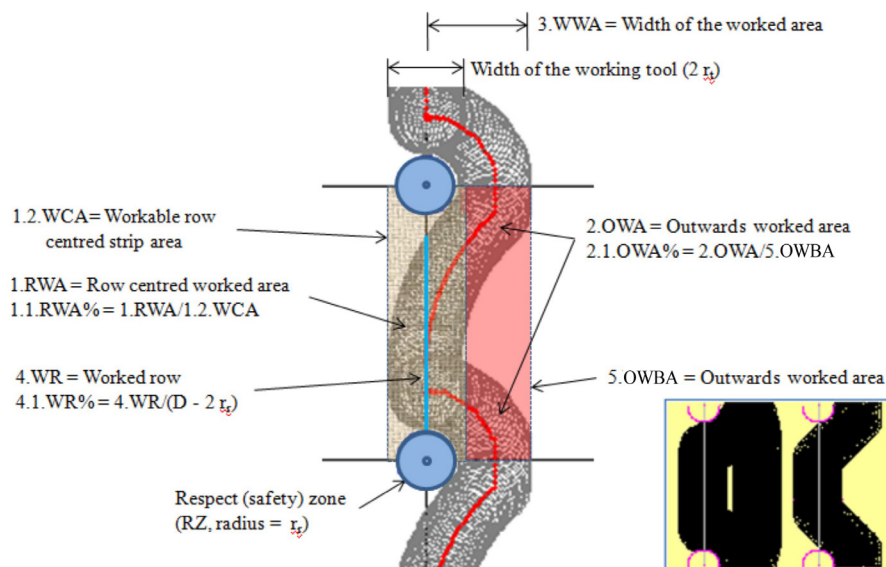 3.WWA = Width of the worked area
Width of the working tool (2 rt)
1.2.WCA= Workable row
centred strip area
2.OWA = Outwards worked area
2.1.OWA% = 2.OWA/5.OWBA
1.RWA = Row centred worked area
1.1.RWA% = 1.RWA/1.2.WCA
4.WR = Worked row
4.1.WR% = 4.WR/(D - 2 rs)
5.OWBA = Outwards worked area
Respect (safety) zone
(RZ, radius = rs)